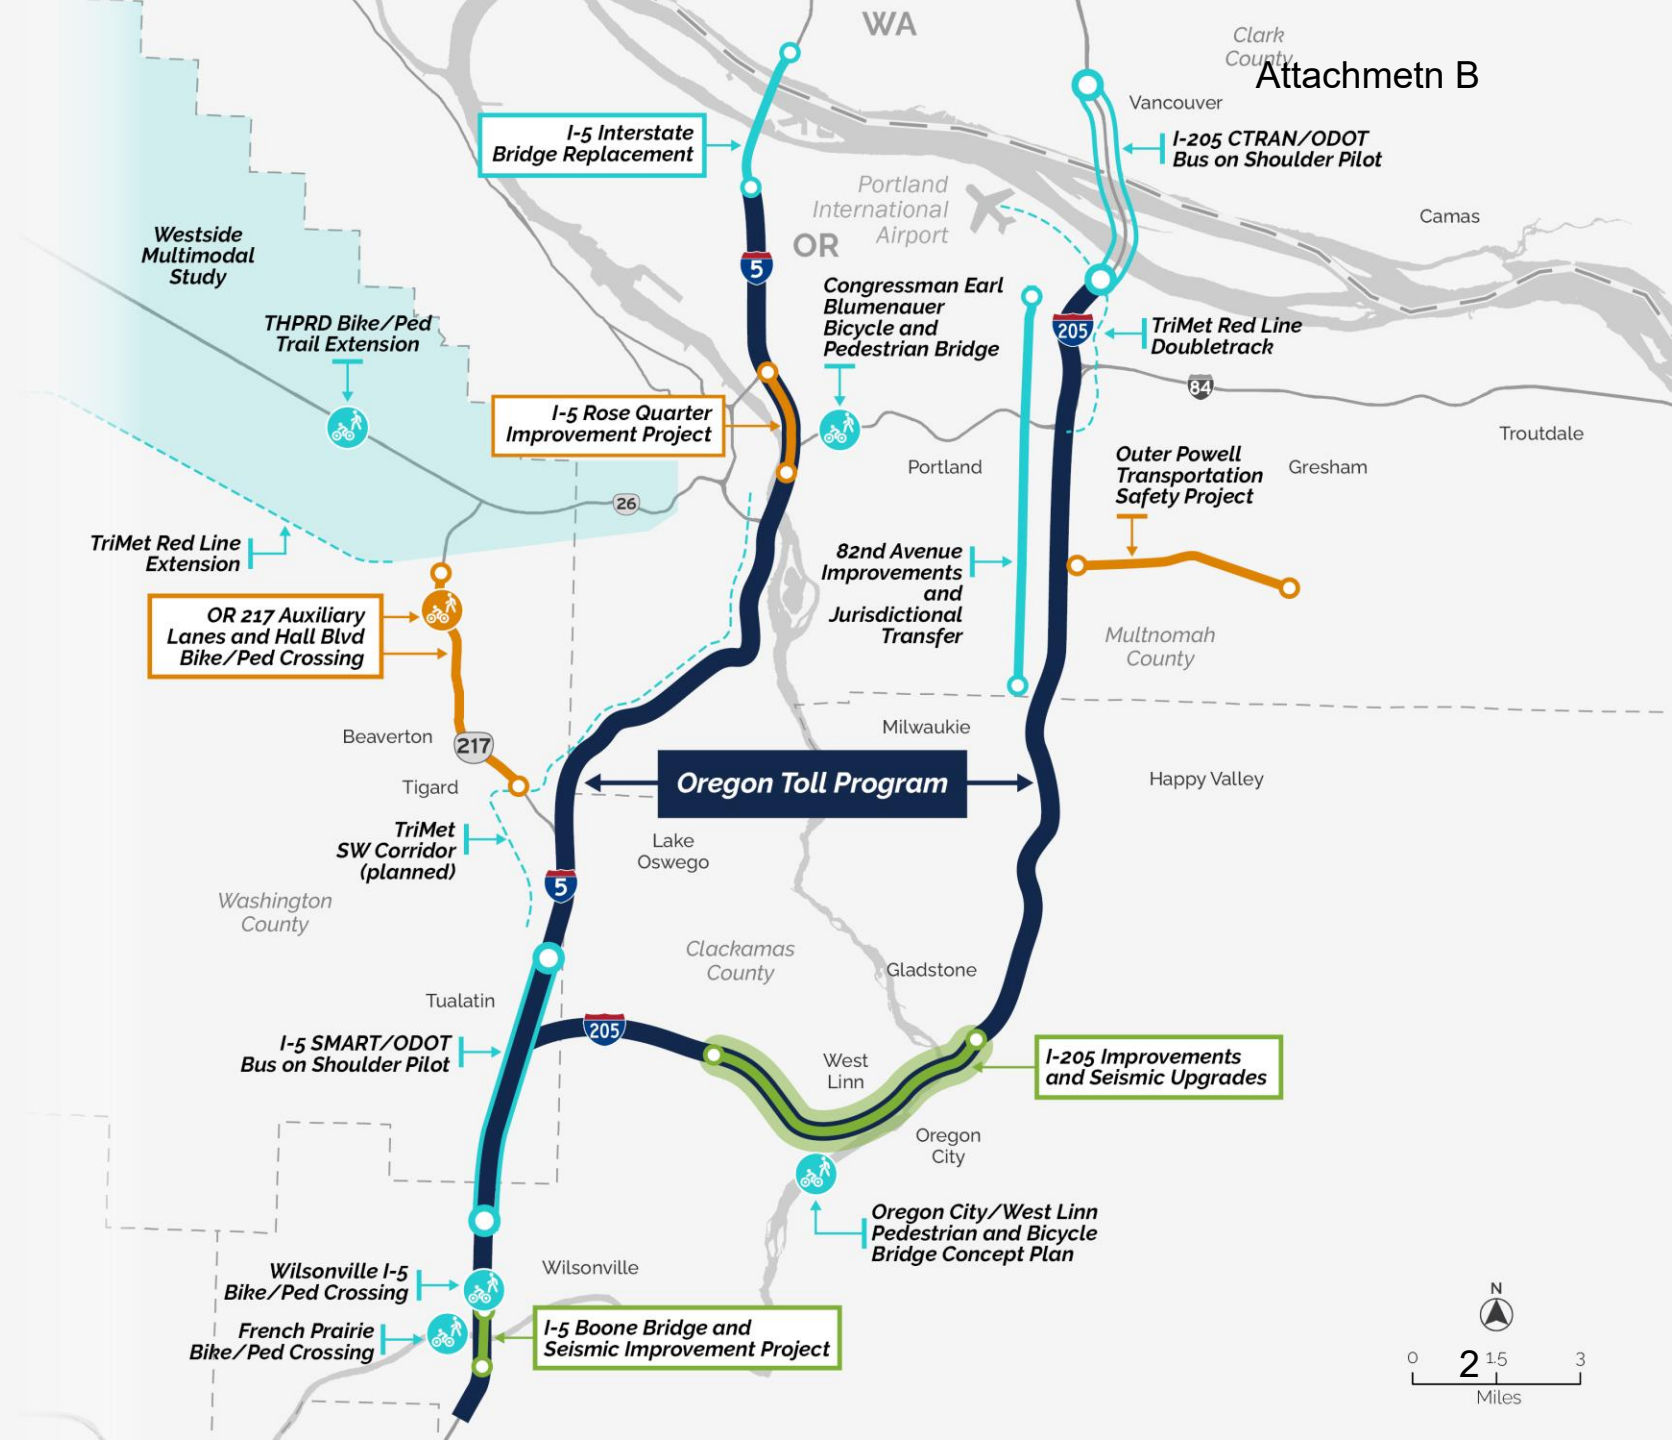 WA
Clark
County
Attachmetn B
Vancouver
I-5 Interstate
Bridge Replacement
I-205 CTRAN/ODOT
Bus on Shoulder Pilot
Portland
International
Airport
Camas
OR
Westside
Multimodal
Study
5
Congressman Earl
Blumenauer
Bicycle and
Pedestrian Bridge
THPRD Bike/Ped
Trail Extension
205
TriMet Red Line
Doubletrack
84
I-5 Rose Quarter
Improvement Project
Troutdale
Portland
Outer Powell
Transportation
Safety Project
Gresham
26
TriMet Red Line
Extension
82nd Avenue
Improvements
and
Jurisdictional
Transfer
OR 217 Auxiliary
Lanes and Hall Blvd
Bike/Ped Crossing
Multnomah
County
Beaverton
217
Milwaukie
Tigard
Oregon Toll Program
Happy Valley
TriMet
SW Corridor
(planned)
Lake
Oswego
5
Washington
County
Clackamas
County
Gladstone
Tualatin
205
I-5 SMART/ODOT
Bus on Shoulder Pilot
West
Linn
I-205 Improvements
and Seismic Upgrades
Oregon
City
Oregon City/West Linn
Pedestrian and Bicycle
Bridge Concept Plan
Wilsonville I-5
Bike/Ped Crossing
Wilsonville
French Prairie
Bike/Ped Crossing
I-5 Boone Bridge and
Seismic Improvement Project
N
0 2 1.5 3
Miles